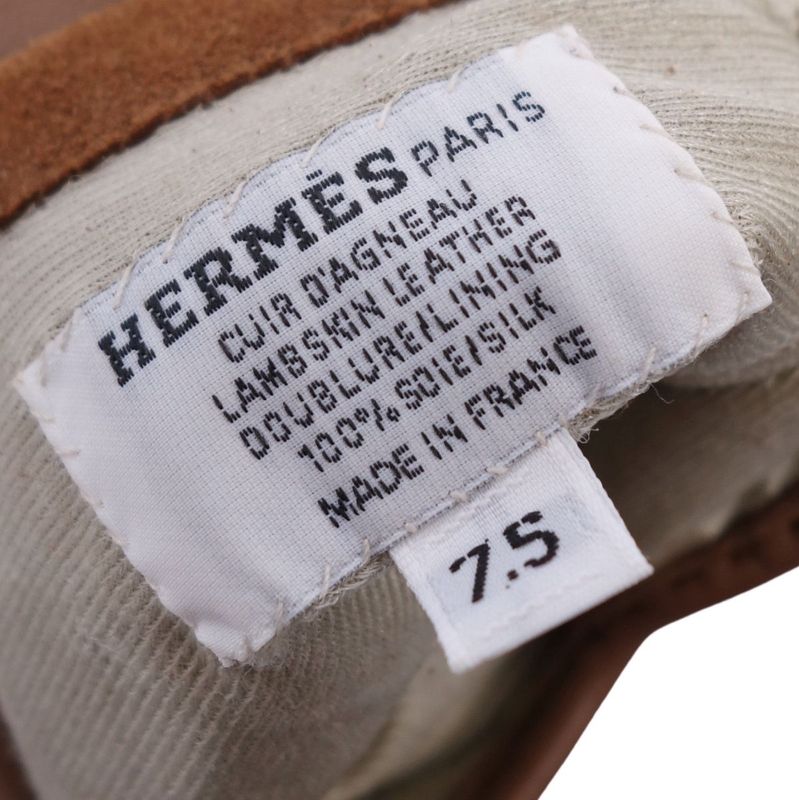 HERMÈS PARIS
CUIR D'AGNEAU
LAMBSKIN LEATHER
DOUBLURE/LINING
100% SOIE/SILK
MADE IN FRANCE
7.5